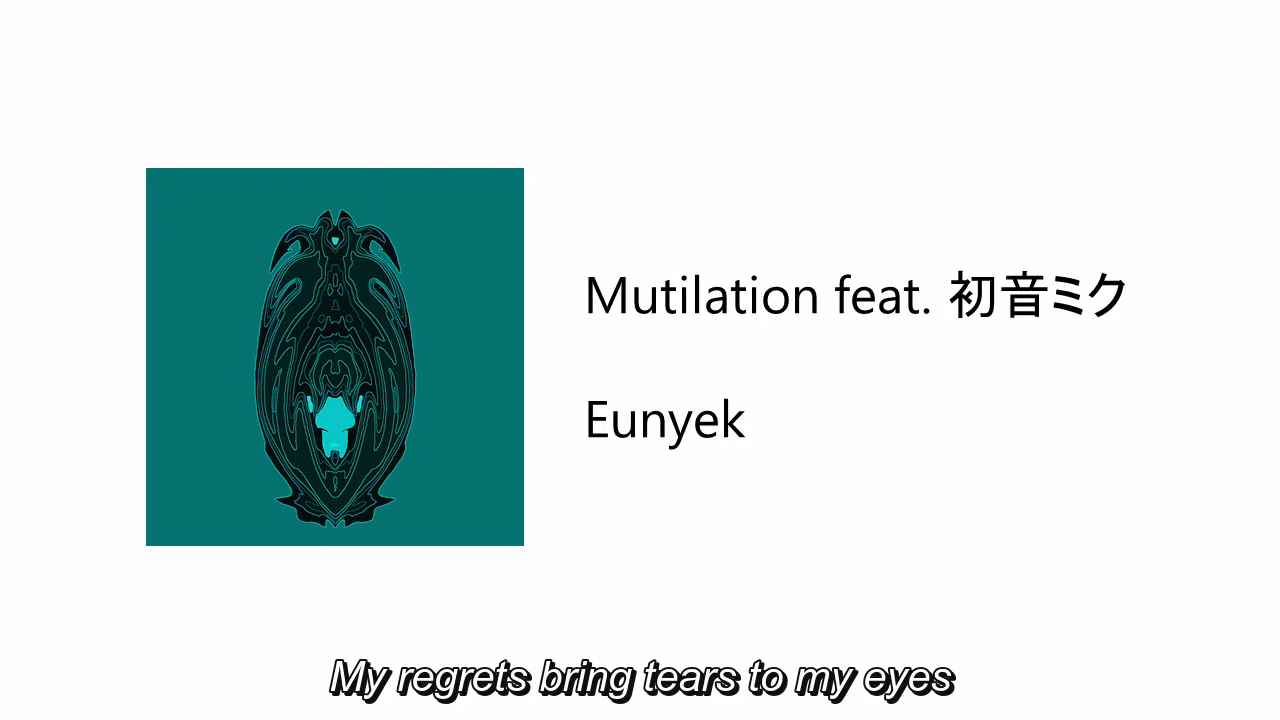 Mutilation feat. 初音ミク
Eunyek
My regrets bring tears to my eyes